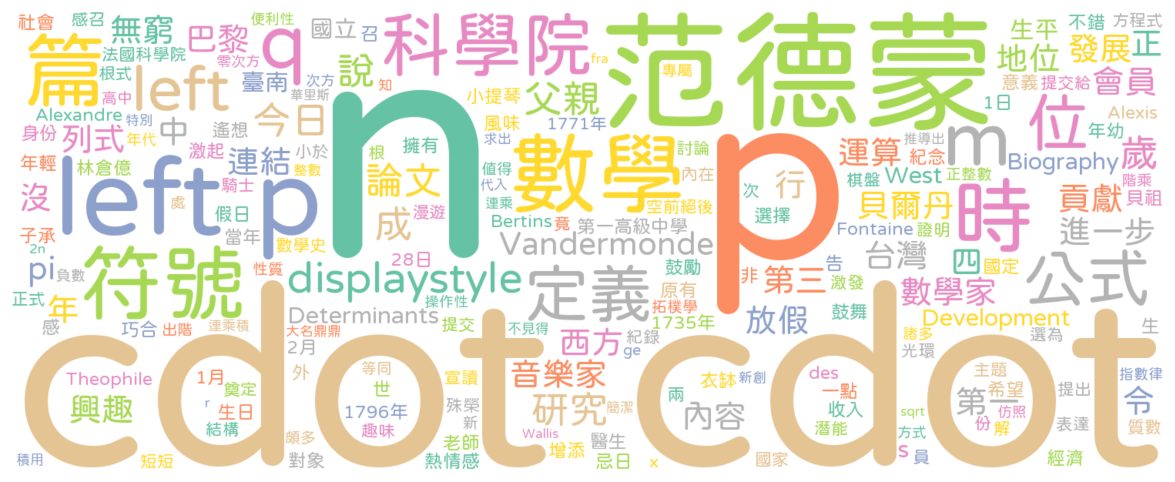 社會
感召
便利性
無窮
巴黎
q
國立
召
科學院
范德蒙
生平
不錯
方程式
正
地位
發展
篇
法國科學院
零次方
left
說
fra
專屬
父親
意義
提交給
會員
根式
高中
次方
知
臺南
華里斯
Alexandre
特別
小提琴
1日
Alexis
身份
年代
中
遙想
今日
風味
1771年
位
年幼
列式
激起
小於
求出
n
數學
p
m
推導出
運算
紀念
正整數
階乘
歲
林倉億
連結
整數
根
擁有
值得
討論
內在
次
行
棋盤
West
Biography
貝祖
年輕
騎士
論文
代入
連乘
空前絕後
選擇
貝爾丹
貢獻
沒
left
p
處
假日
成
漫遊
Bertins
竟
第一高級中學
Fontaine
證明
時
進一步
子承
當年
數學史
Vandermonde
台灣
2n
pi
負數
符號
28日
鼓勵
告
四
國定
公式
性質
displaystyle
定義
原有
非
第三
激發
數學家
正式
年
操作性
拓樸學
感
巧合
出階
連乘積
大名鼎鼎
Determinants
提交
不見得
1735年
放假
鼓舞
Development
諸多
選為
生
2月
西方
紀錄
ge
光環
cdot cdot
外
等同
Theophile
1月
奠定
世
宣讀
音樂家
衣缽
新創
des
一點
主題
希望
提出
指數律
興趣
r
生日
1796年
殊榮
新
研究
兩
內容
收入
第一
仿照
令
結構
趣味
老師
簡潔
潛能
sqrt
份
解
表達
質數
頗多
Wallis
增添
醫生
方式
s
員
積用
短短
對象
熱情感
忌日
x
國家
經濟